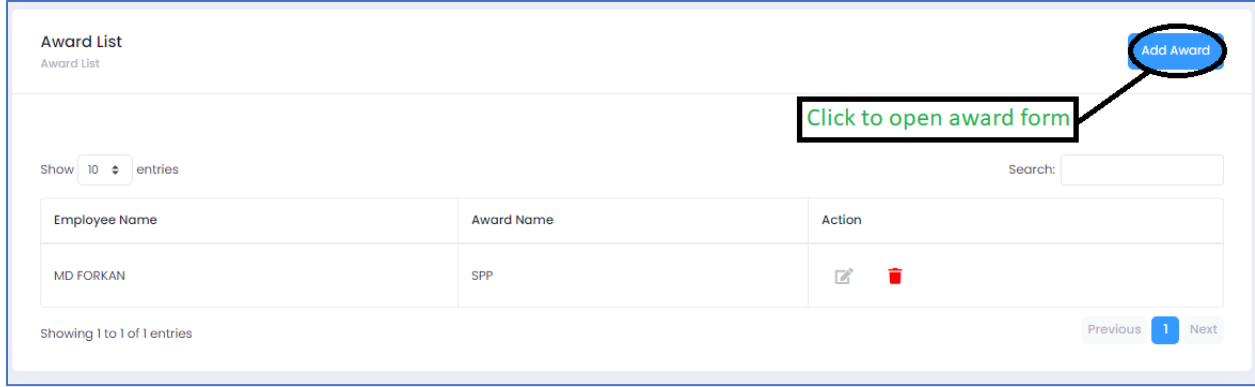 Award List
Award List
Add Award
Click to open award form
Show 10 entries
Search:
Employee Name Award Name Action
MD FORKAN SPP
Showing 1 to 1 of 1 entries
Previous 1 Next